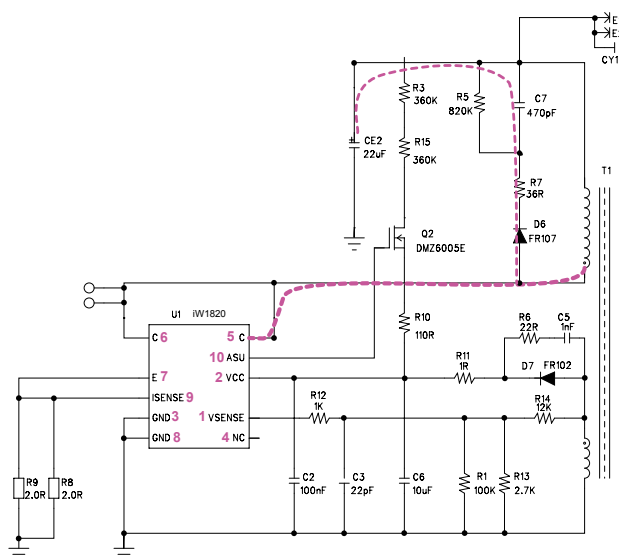 E
E
CY1
R3
360K
R5
820K
C7
470pF
CE2
22uF
R15
360K
R7
36R
T1
Q2
DMZ6005E
D6
FR107
U1
iW1820
C 6
5 C
10 ASU
E 7
2 VCC
ISENSE 9
GND 3
1 VSENSE
GND 8
4 NC
R10
110R
R6
22R
C5
1nF
R11
1R
D7
FR102
R12
1K
R14
12K
R9
2.0R
R8
2.0R
C2
100nF
C3
22pF
C6
10uF
R1
100K
R13
2.7K